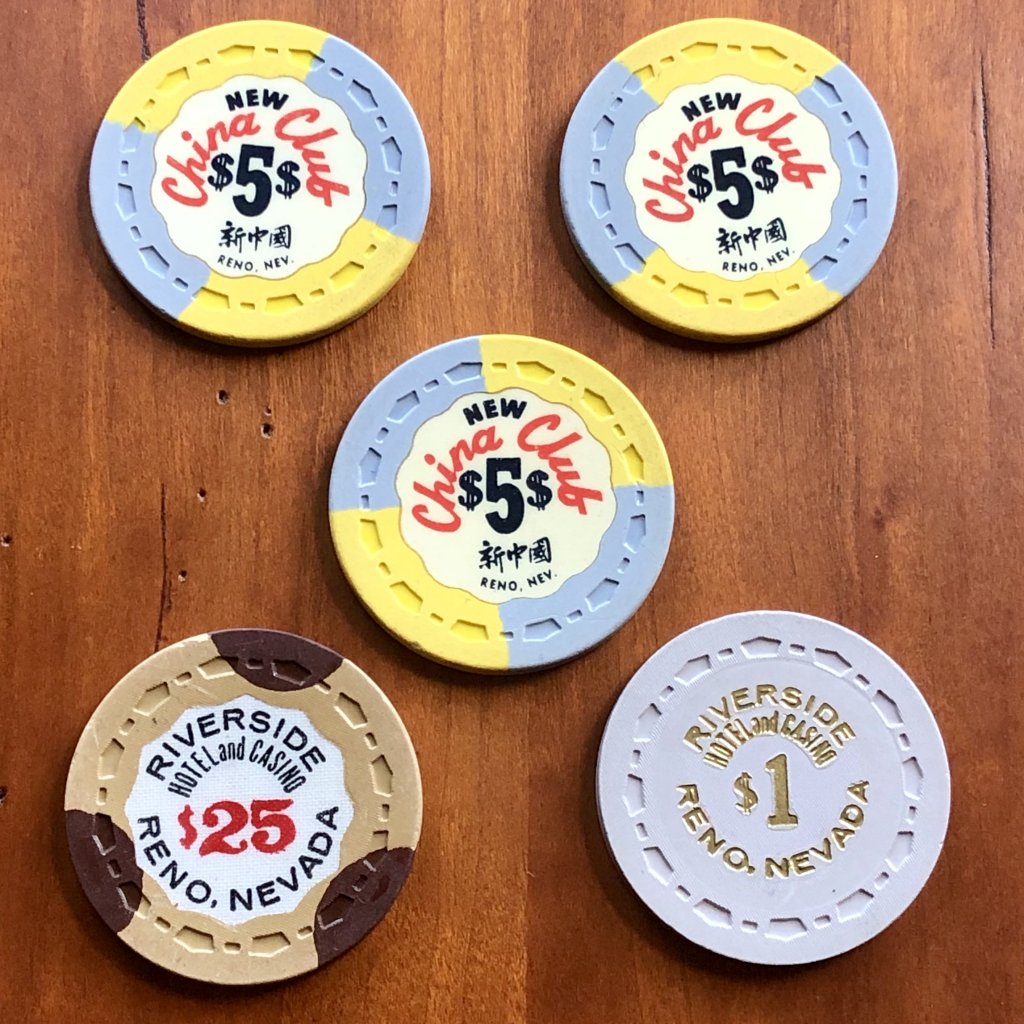 NEW
China Club
$5$
新中國
RENO, NEV.
NEW
China Club
$5$
新中國
RENO, NEV.
NEW
China Club
$5$
新中國
RENO, NEV.
RIVERSIDE
HOTEL and CASINO
$25
RENO, NEVADA
RIVERSIDE
HOTEL and CASINO
$1
RENO, NEVADA